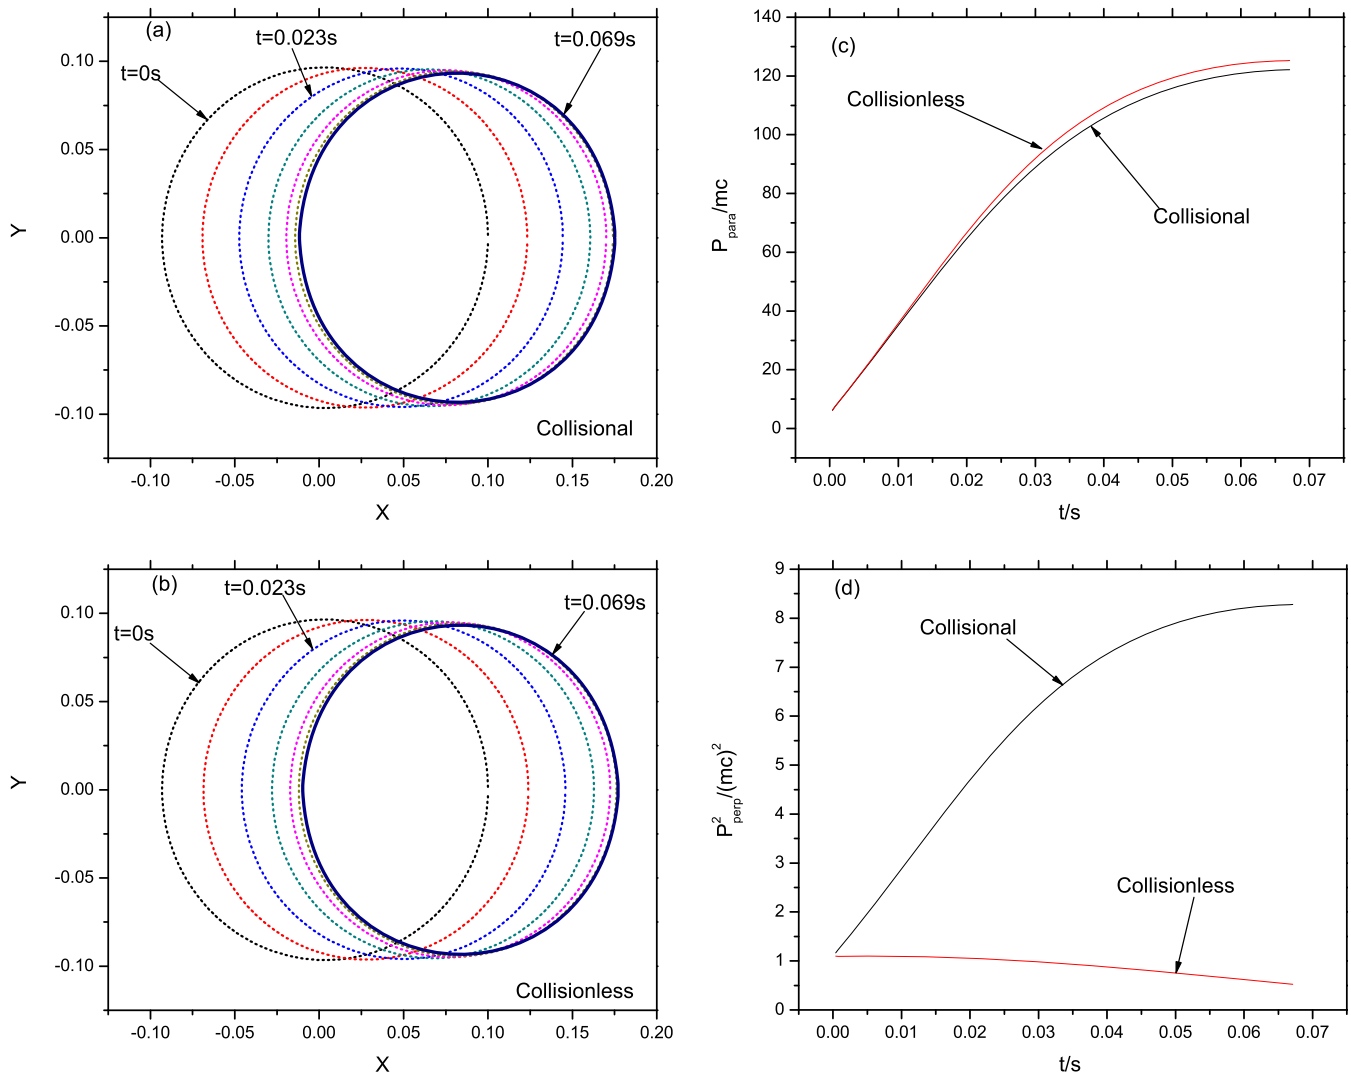 (a)
t=0s
t=0.023s
t=0.069s
0.10
0.05
0.00
-0.05
-0.10
Y
Collisional
-0.10 -0.05 0.00 0.05 0.10 0.15 0.20
X
(c)
140
120
100
80
60
40
20
0
P_para/mc
Collisionless
Collisional
0.00 0.01 0.02 0.03 0.04 0.05 0.06 0.07
t/s
(b)
t=0s
t=0.023s
t=0.069s
0.10
0.05
0.00
-0.05
-0.10
Y
Collisionless
-0.10 -0.05 0.00 0.05 0.10 0.15 0.20
X
(d)
9
8
7
6
5
4
3
2
1
0
P²_perp/(mc)²
Collisional
Collisionless
0.00 0.01 0.02 0.03 0.04 0.05 0.06 0.07
t/s